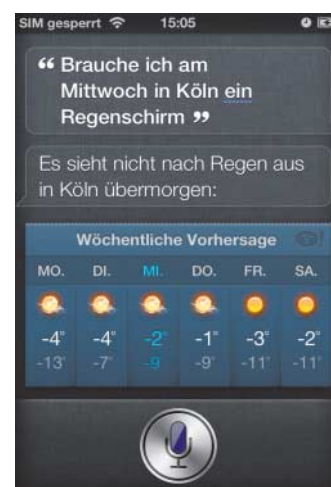 SIM gesperrt 15:05
“ Brauche ich am
Mittwoch in Köln ein
Regenschirm ”
Es sieht nicht nach Regen aus
in Köln übermorgen:
Wöchentliche Vorhersage
MO. DI. MI. DO. FR. SA.
-4° -4° -2° -1° -3° -2°
-13° -7° -9 -9° -11° -11°